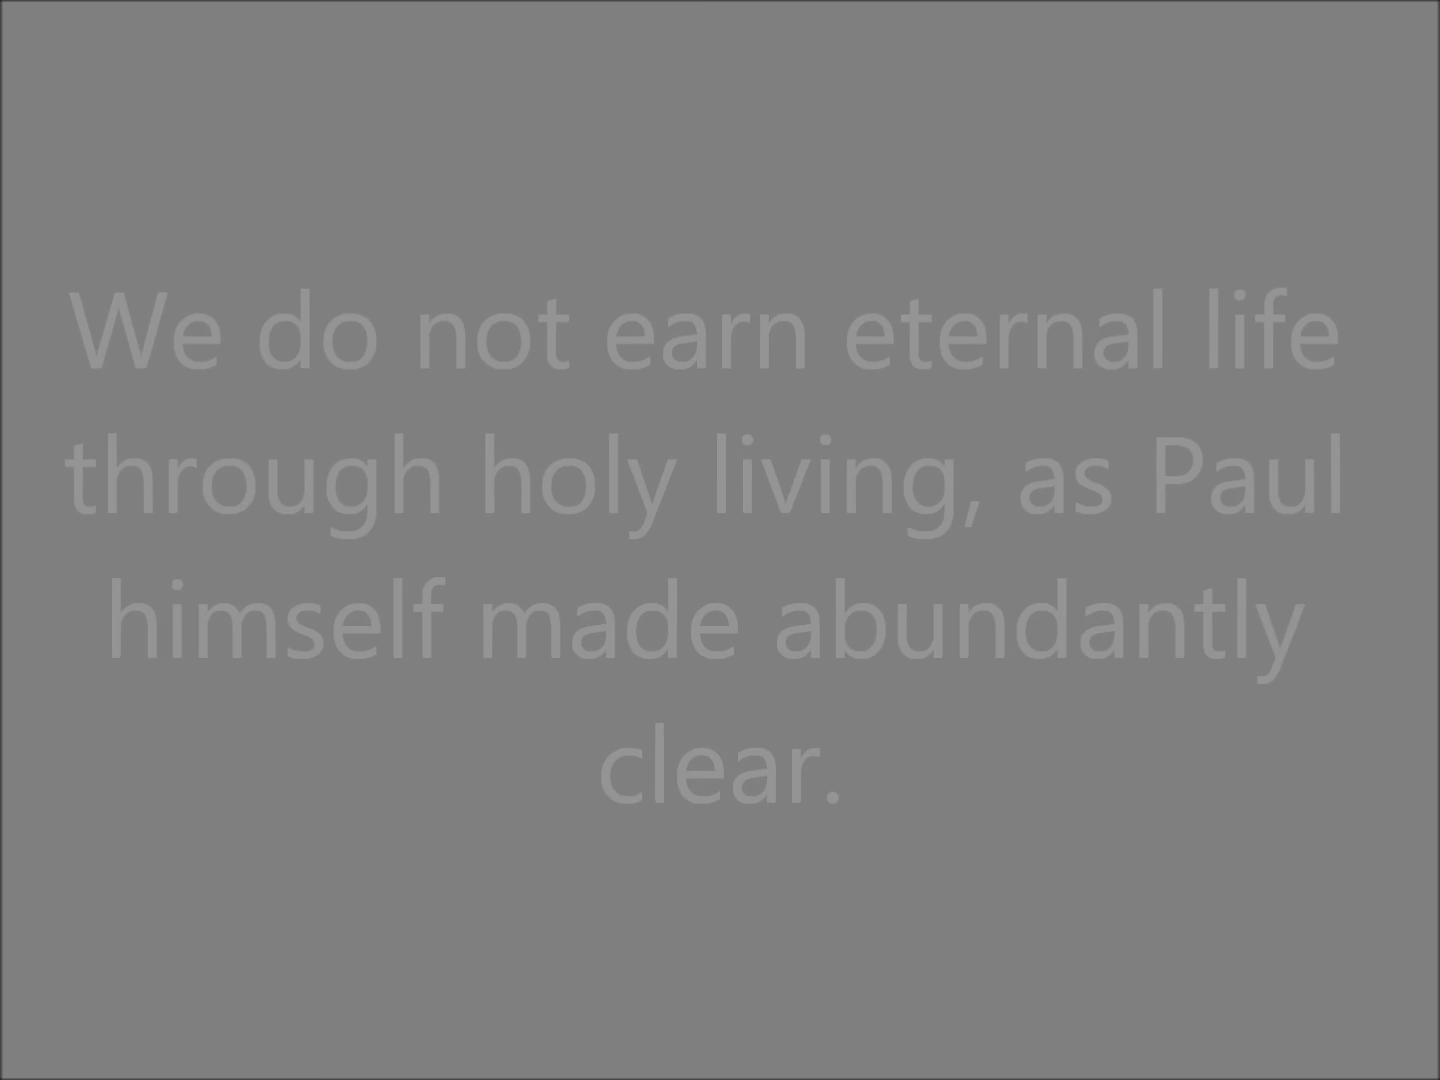 We do not earn eternal life
through holy living, as Paul
himself made abundantly
clear.